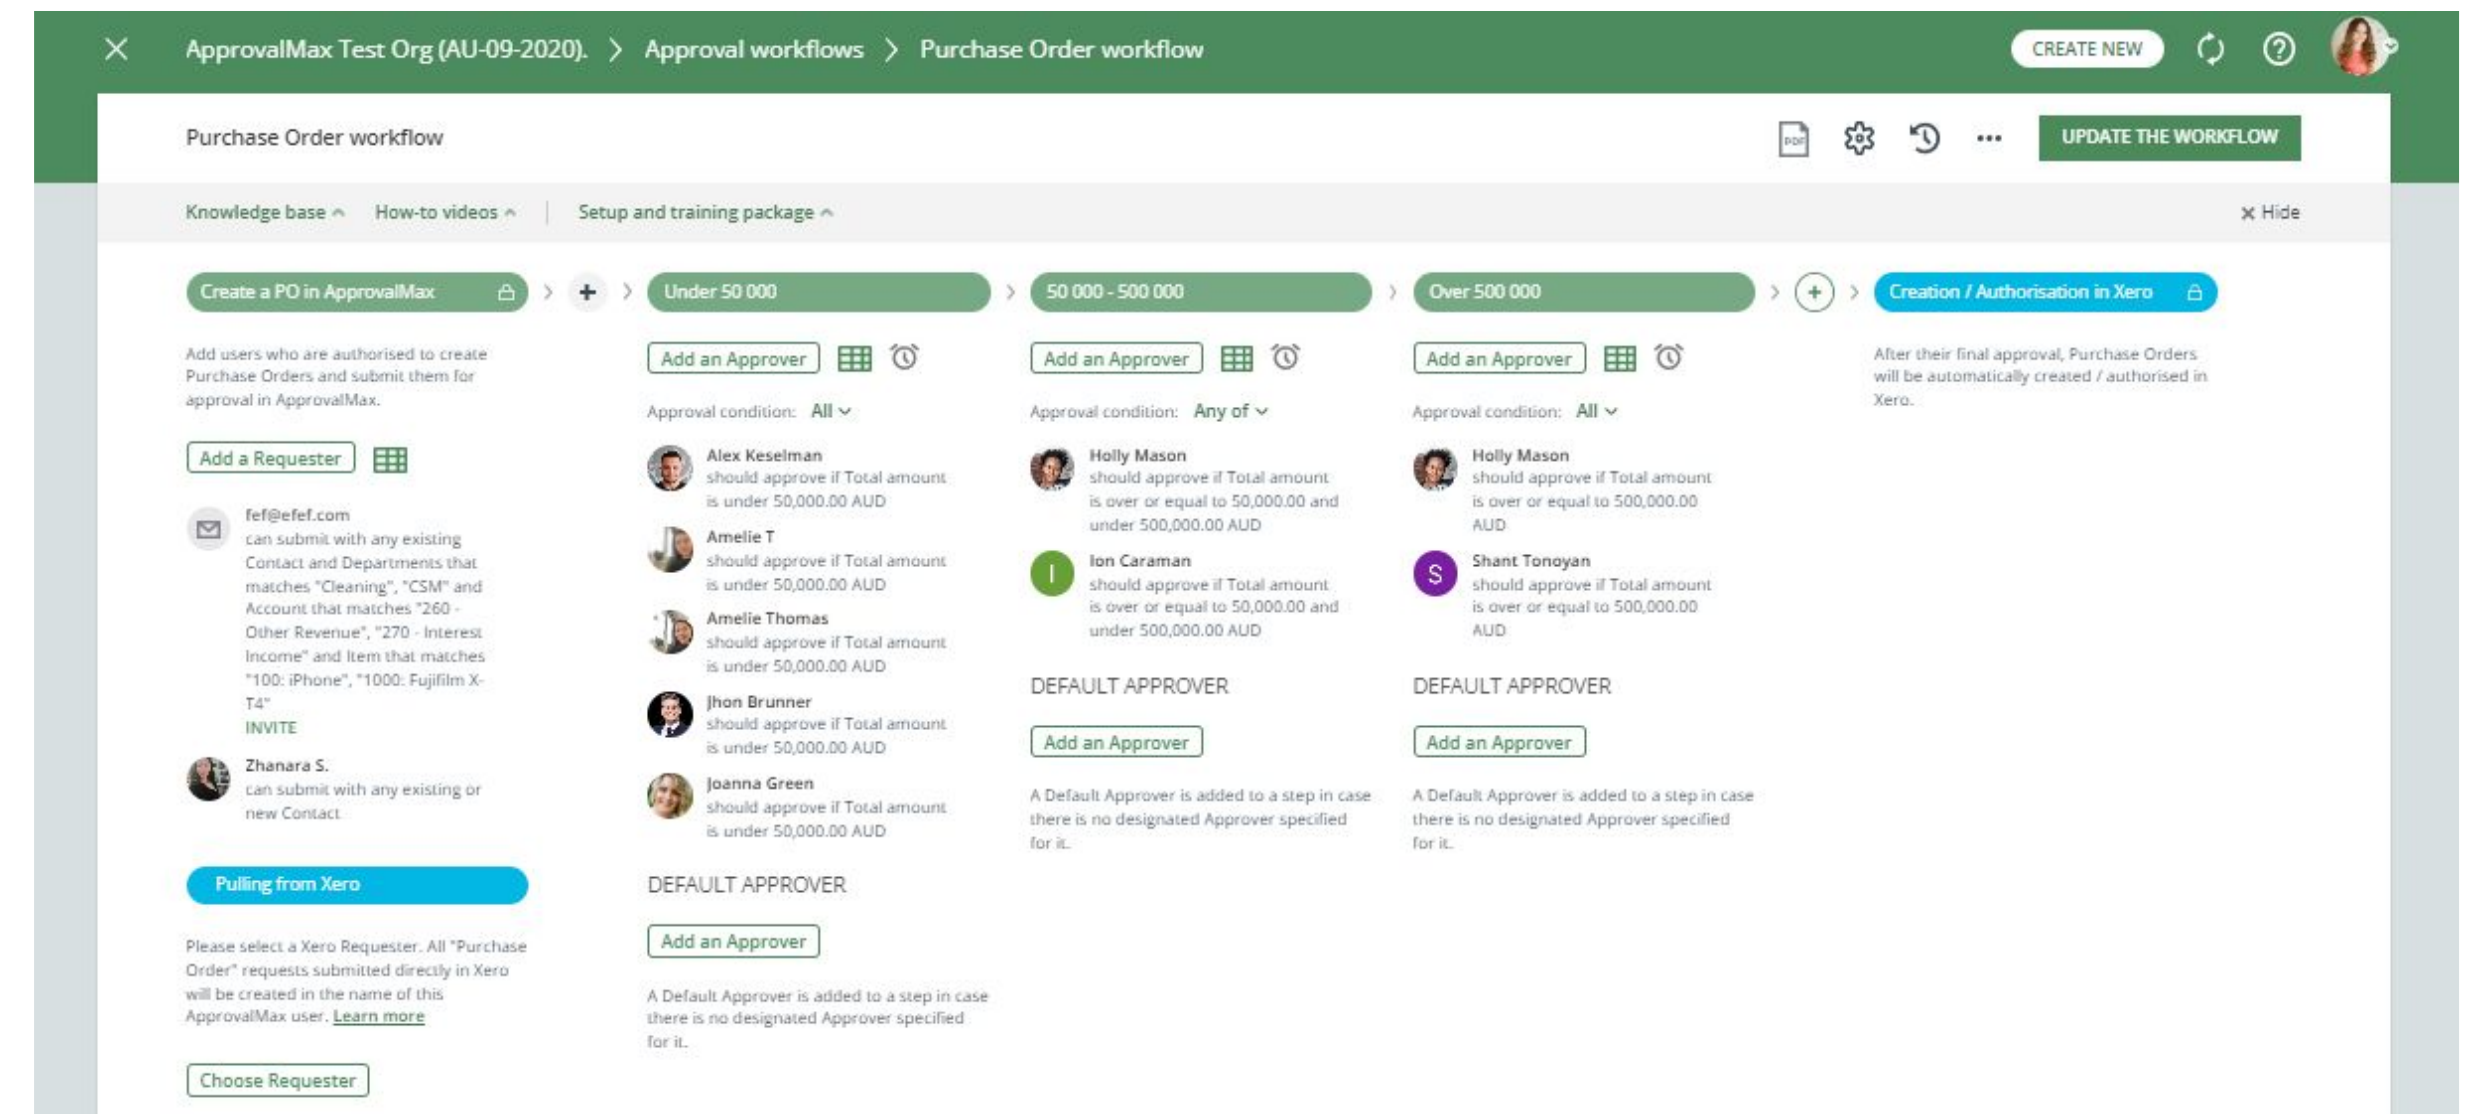 ApprovalMax Test Org (AU-09-2020). > Approval workflows > Purchase Order workflow
CREATE NEW
Purchase Order workflow
PDF
UPDATE THE WORKFLOW
Knowledge base
How-to videos
Setup and training package
Hide
Create a PO in ApprovalMax
Add users who are authorised to create
Purchase Orders and submit them for
approval in ApprovalMax.
Add a Requester
fef@efef.com
can submit with any existing
Contact and Departments that
matches "Cleaning", "CSM" and
Account that matches "260 -
Other Revenue", "270 - Interest
Income" and Item that matches
"100: iPhone", "1000: Fujifilm X-
T4"
INVITE
Zhanara S.
can submit with any existing or
new Contact
Pulling from Xero
Please select a Xero Requester. All "Purchase
Order" requests submitted directly in Xero
will be created in the name of this
ApprovalMax user. Learn more
Choose Requester
Under 50 000
Add an Approver
Approval condition: All
Alex Keselman
should approve if Total amount
is under 50,000.00 AUD
Amelie T
should approve if Total amount
is under 50,000.00 AUD
Amelie Thomas
should approve if Total amount
is under 50,000.00 AUD
Jhon Brunner
should approve if Total amount
is under 50,000.00 AUD
Joanna Green
should approve if Total amount
is under 50,000.00 AUD
DEFAULT APPROVER
Add an Approver
A Default Approver is added to a step in case
there is no designated Approver specified
for it.
50 000 - 500 000
Add an Approver
Approval condition: Any of
Holly Mason
should approve if Total amount
is over or equal to 50,000.00 and
under 500,000.00 AUD
I
Ion Caraman
should approve if Total amount
is over or equal to 50,000.00 and
under 500,000.00 AUD
DEFAULT APPROVER
Add an Approver
A Default Approver is added to a step in case
there is no designated Approver specified
for it.
Over 500 000
Add an Approver
Approval condition: All
Holly Mason
should approve if Total amount
is over or equal to 500,000.00
AUD
S
Shant Tonoyan
should approve if Total amount
is over or equal to 500,000.00
AUD
DEFAULT APPROVER
Add an Approver
A Default Approver is added to a step in case
there is no designated Approver specified
for it.
Creation / Authorisation in Xero
After their final approval, Purchase Orders
will be automatically created / authorised in
Xero.